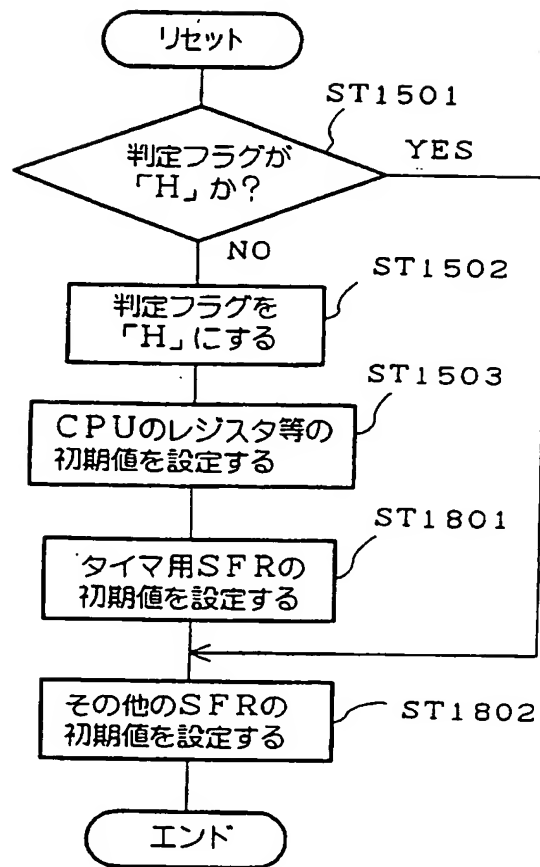 リセット
ST1501
判定フラグが
「H」か?
YES
NO
ST1502
判定フラグを
「H」にする
ST1503
CPUのレジスタ等の
初期値を設定する
ST1801
タイマ用SFRの
初期値を設定する
その他のSFRの
初期値を設定する
ST1802
エンド